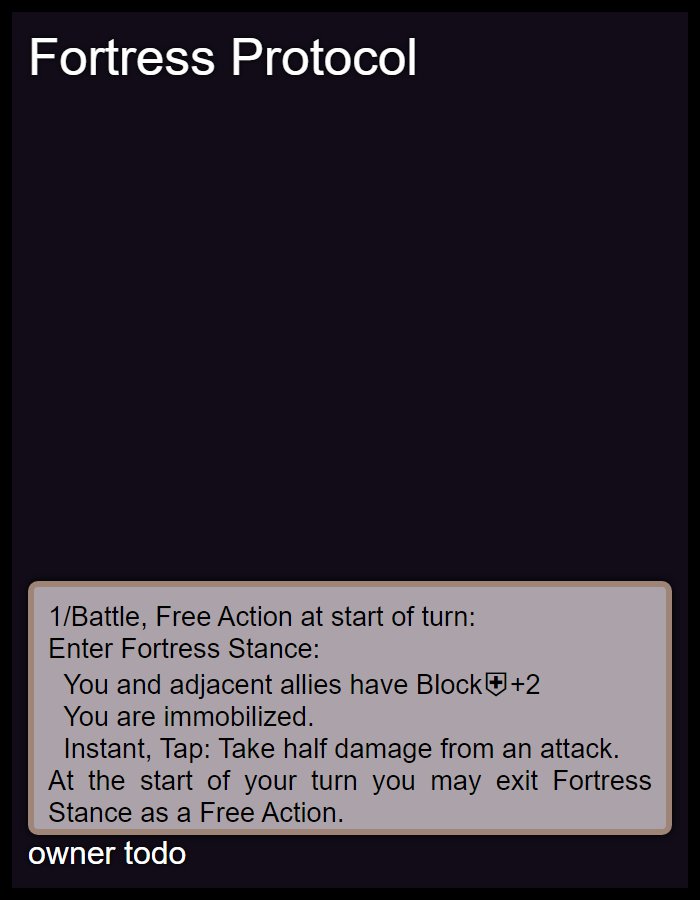 Fortress Protocol
1/Battle, Free Action at start of turn:
Enter Fortress Stance:
You and adjacent allies have Block⛨+2
You are immobilized.
Instant, Tap: Take half damage from an attack.
At the start of your turn you may exit Fortress
Stance as a Free Action.
owner todo